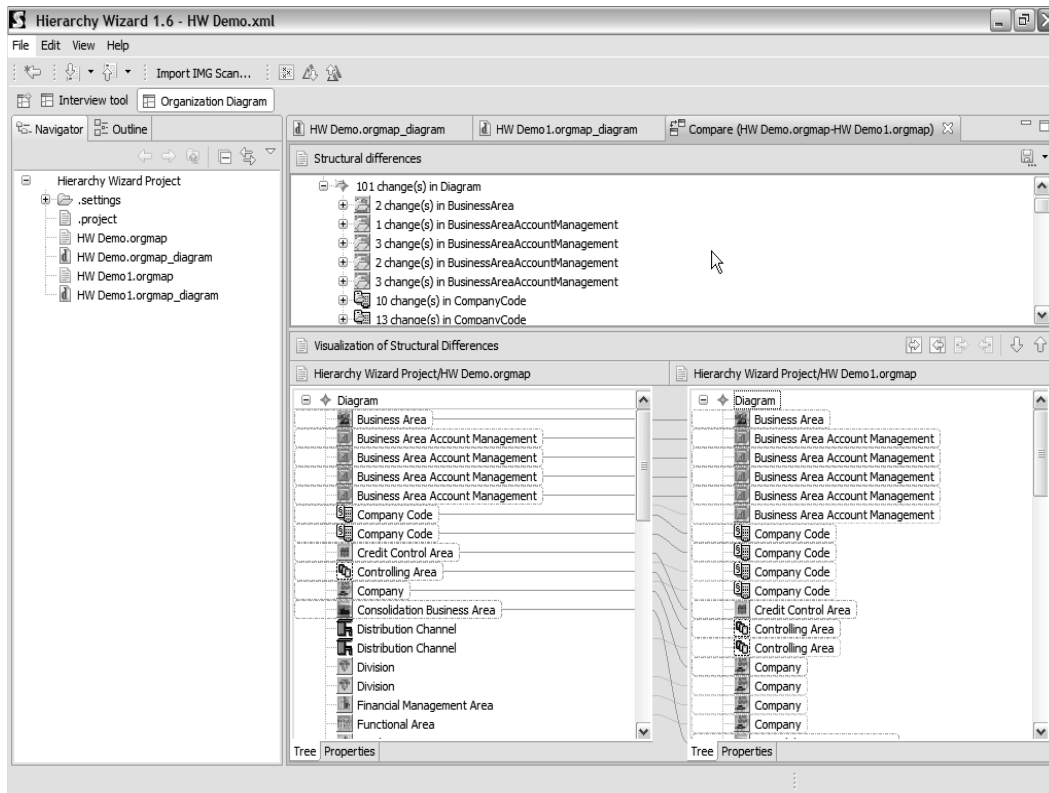 Hierarchy Wizard 1.6 - HW Demo.xml
File Edit View Help
Import IMG Scan...
Interview tool Organization Diagram
Navigator Outline
Hierarchy Wizard Project
.settings
.project
HW Demo.orgmap
HW Demo.orgmap_diagram
HW Demo1.orgmap
HW Demo1.orgmap_diagram
HW Demo.orgmap_diagram HW Demo1.orgmap_diagram Compare (HW Demo.orgmap-HW Demo1.orgmap)
Structural differences
101 change(s) in Diagram
2 change(s) in BusinessArea
1 change(s) in BusinessAreaAccountManagement
3 change(s) in BusinessAreaAccountManagement
2 change(s) in BusinessAreaAccountManagement
3 change(s) in BusinessAreaAccountManagement
10 change(s) in CompanyCode
13 change(s) in CompanyCode
Visualization of Structural Differences
Hierarchy Wizard Project/HW Demo.orgmap
Diagram
Business Area
Business Area Account Management
Business Area Account Management
Business Area Account Management
Business Area Account Management
Company Code
Company Code
Credit Control Area
Controlling Area
Company
Consolidation Business Area
Distribution Channel
Distribution Channel
Division
Division
Financial Management Area
Functional Area
Tree Properties
Hierarchy Wizard Project/HW Demo1.orgmap
Diagram
Business Area
Business Area Account Management
Business Area Account Management
Business Area Account Management
Business Area Account Management
Business Area Account Management
Company Code
Company Code
Company Code
Company Code
Credit Control Area
Controlling Area
Controlling Area
Company
Company
Company
Company
Tree Properties